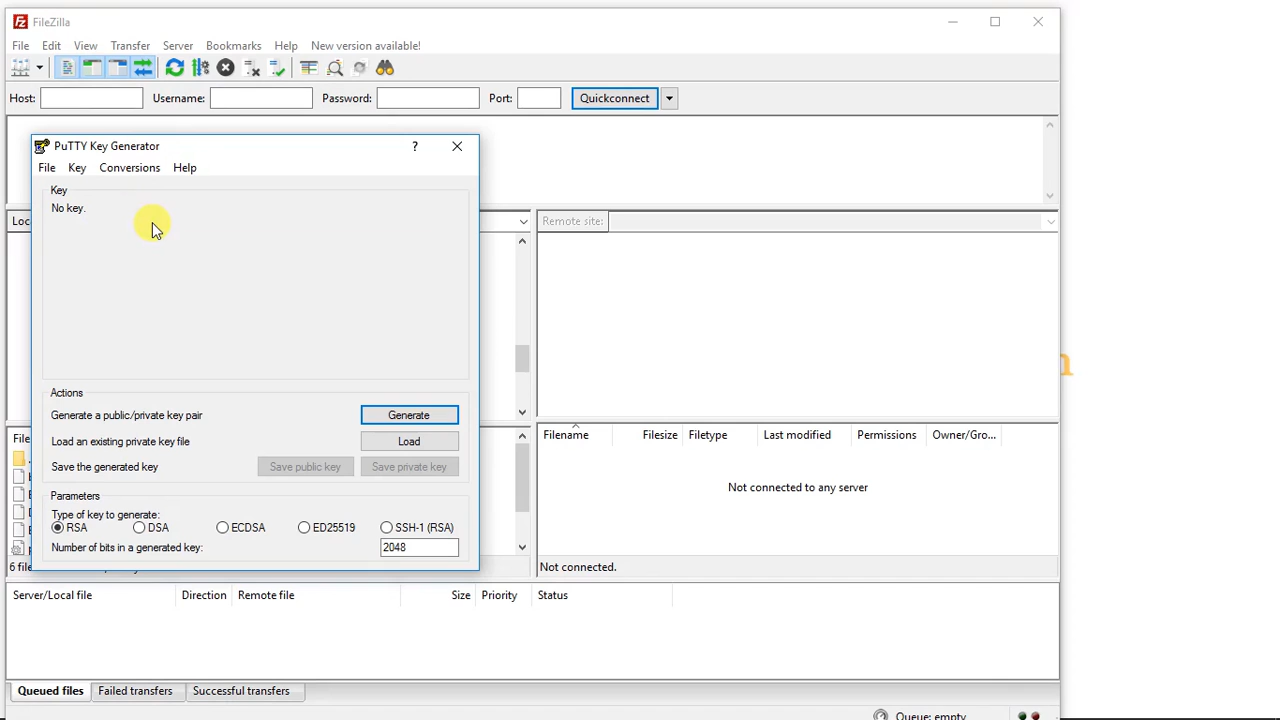 FileZilla
File Edit View Transfer Server Bookmarks Help New version available!
Host: Username: Password: Port: Quickconnect
PuTTY Key Generator ?
File Key Conversions Help
Key
No key.
Remote site:
Actions
Generate a public/private key pair Generate
Load an existing private key file Load
Save the generated key Save public key Save private key
Parameters
Type of key to generate:
RSA DSA ECDSA ED25519 SSH-1 (RSA)
Number of bits in a generated key: 2048
Filename Filesize Filetype Last modified Permissions Owner/Gro...
Not connected to any server
Not connected.
Server/Local file Direction Remote file Size Priority Status
Queued files Failed transfers Successful transfers
Queue: empty